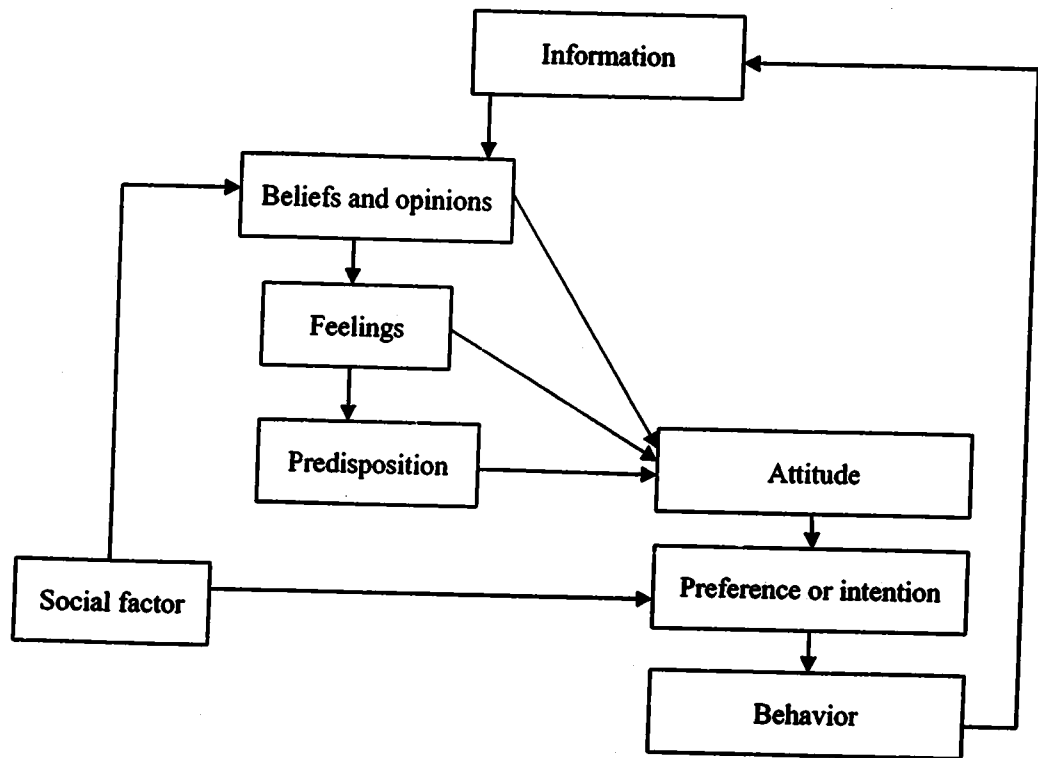 Information
Beliefs and opinions
Feelings
Predisposition
Attitude
Social factor
Preference or intention
Behavior